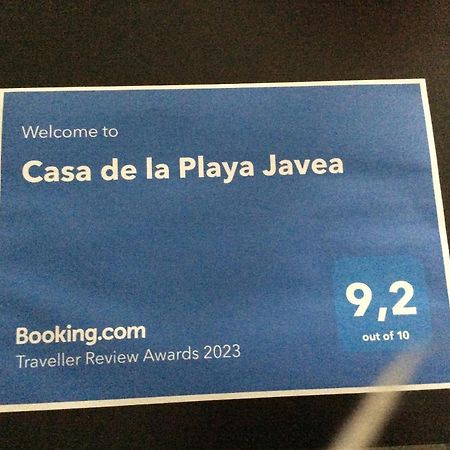 Welcome to
Casa de la Playa Javea
9,2
out of 10
Booking.com
Traveller Review Awards 2023